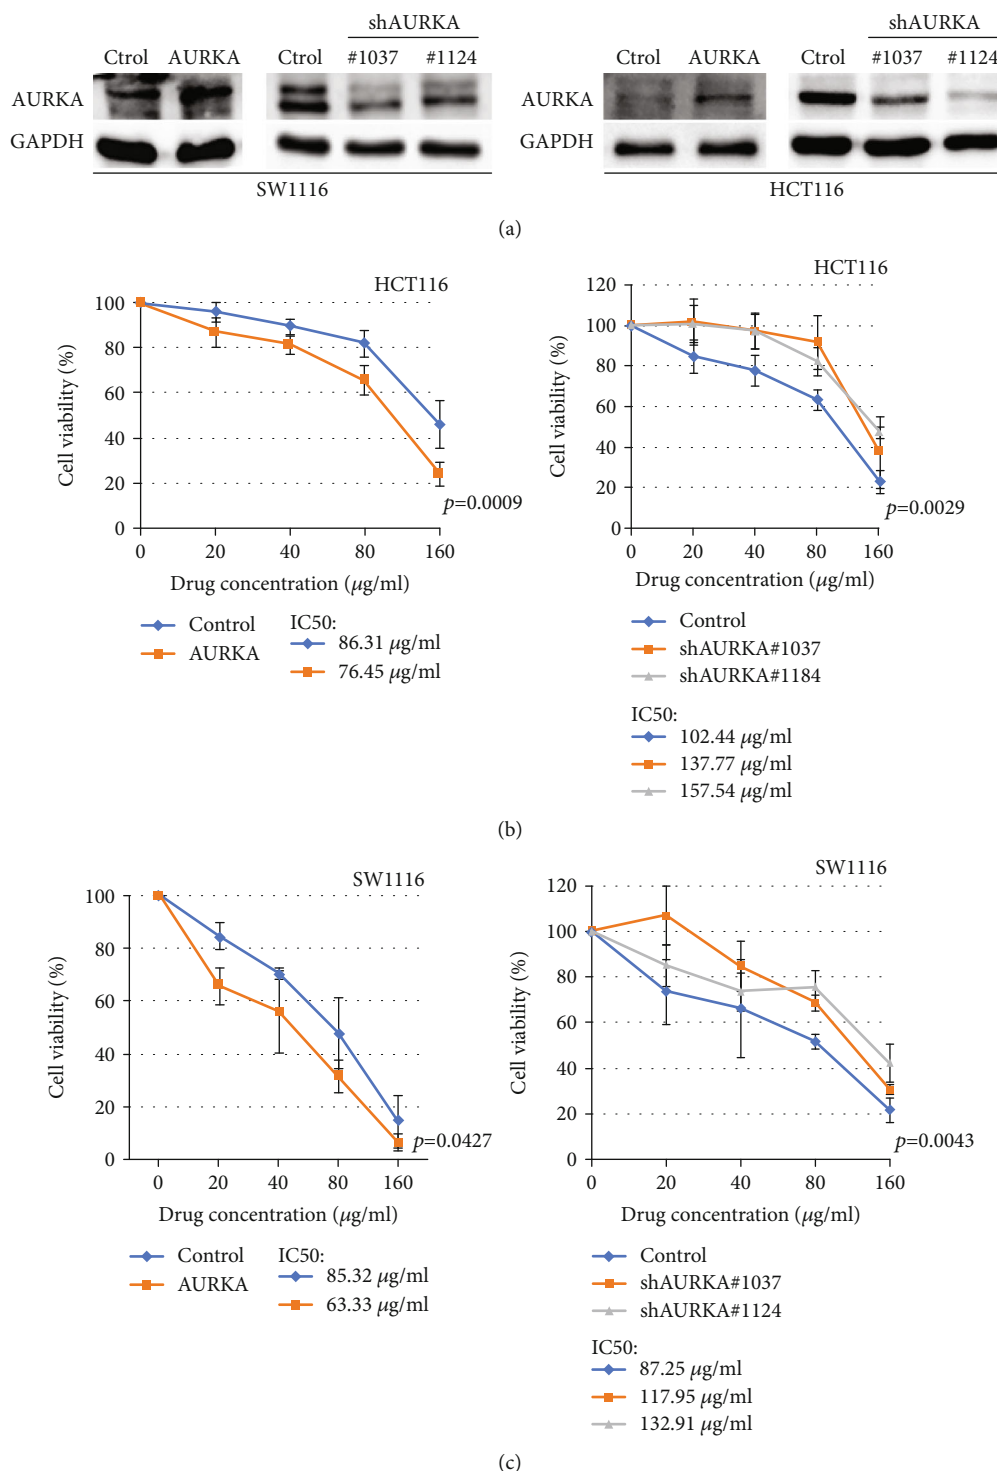 shAURKA
shAURKA
Ctrol AURKA Ctrol #1037 #1124
Ctrol AURKA Ctrol #1037 #1124
AURKA
AURKA
GAPDH
GAPDH
SW1116
HCT116
(a)
HCT116
100
80
60
40
20
0
Cell viability (%)
p=0.0009
0 20 40 80 160
Drug concentration (μg/ml)
Control
AURKA
IC50:
86.31 μg/ml
76.45 μg/ml
HCT116
120
100
80
60
40
20
0
Cell viability (%)
p=0.0029
0 20 40 80 160
Drug concentration (μg/ml)
Control
shAURKA#1037
shAURKA#1184
IC50:
102.44 μg/ml
137.77 μg/ml
157.54 μg/ml
(b)
SW1116
100
80
60
40
20
0
Cell viability (%)
p=0.0427
0 20 40 80 160
Drug concentration (μg/ml)
Control
AURKA
IC50:
85.32 μg/ml
63.33 μg/ml
SW1116
120
100
80
60
40
20
0
Cell viability (%)
p=0.0043
0 20 40 80 160
Drug concentration (μg/ml)
Control
shAURKA#1037
shAURKA#1124
IC50:
87.25 μg/ml
117.95 μg/ml
132.91 μg/ml
(c)